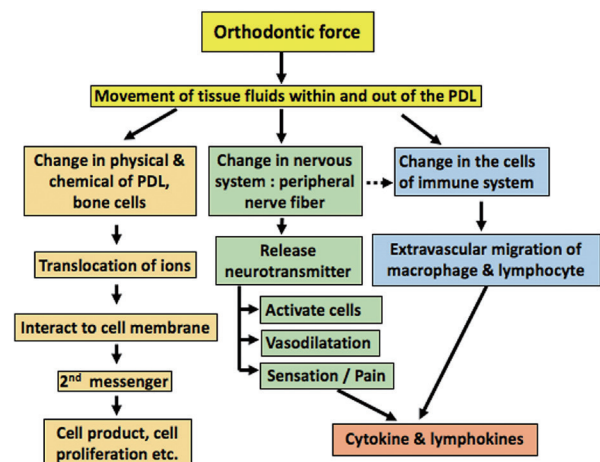 Orthodontic force
Movement of tissue fluids within and out of the PDL
Change in physical &
chemical of PDL,
bone cells
Translocation of ions
Interact to cell membrane
2nd messenger
Cell product, cell
proliferation etc.
Change in nervous
system : peripheral
nerve fiber
Release
neurotransmitter
Activate cells
Vasodilatation
Sensation / Pain
Change in the cells
of immune system
Extravascular migration of
macrophage & lymphocyte
Cytokine & lymphokines